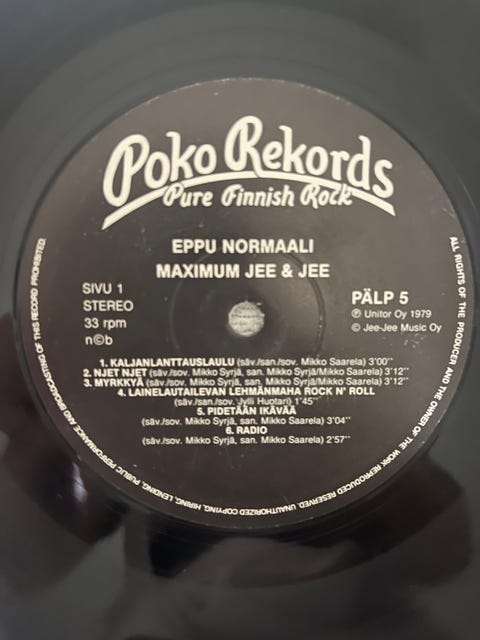 Poko Rekords
Pure Finnish Rock
EPPU NORMAALI
MAXIMUM JEE & JEE
SIVU 1
STEREO
33 rpm
n©b
PÄLP 5
℗ Unitor Oy 1979
© Jee-Jee Music Oy
1. KALJANLANTTAUSLAULU (säv./san./sov. Mikko Saarela) 3'00''
2. NJET NJET (säv./sov. Mikko Syrjä, san. Mikko Syrjä/Mikko Saarela) 3'12''
3. MYRKKYÄ (säv./sov. Mikko Syrjä, san. Mikko Syrjä/Mikko Saarela) 3'12''
4. LAINELAUTAILEVAN LEHMÄNMAHA ROCK N' ROLL
(säv./san./sov. Jylli Huotari) 1'45''
5. PIDETÄÄN IKÄVÄÄ
(säv./sov. Mikko Syrjä, san. Mikko Saarela) 3'04''
6. RADIO
(säv./sov. Mikko Syrjä, san. Mikko Saarela) 2'57''
ALL RIGHTS OF THE PRODUCER AND THE OWNER OF THE WORK REPRODUCED RESERVED. UNAUTHORIZED COPYING, HIRING, LENDING, PUBLIC PERFORMANCE AND BROADCASTING OF THIS RECORD PROHIBITED!